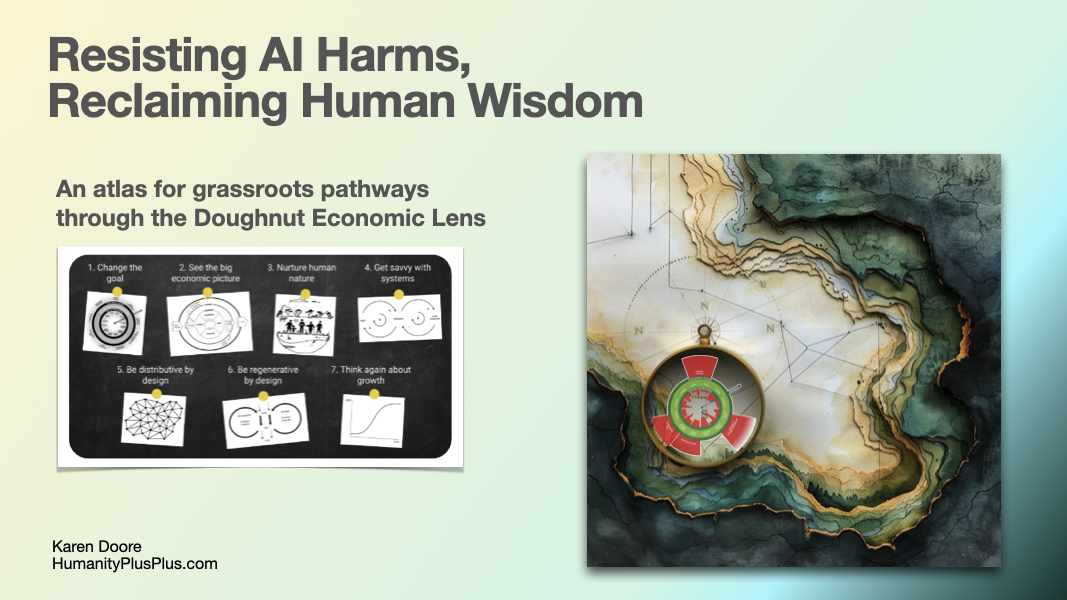 Resisting AI Harms,
Reclaiming Human Wisdom
An atlas for grassroots pathways
through the Doughnut Economic Lens
1. Change the
goal
2. See the big
economic picture
3. Nurture human
nature
4. Get savvy with
systems
5. Be distributive by
design
6. Be regenerative
by design
7. Think again about
growth
N
N
N
Karen Doore
HumanityPlusPlus.com